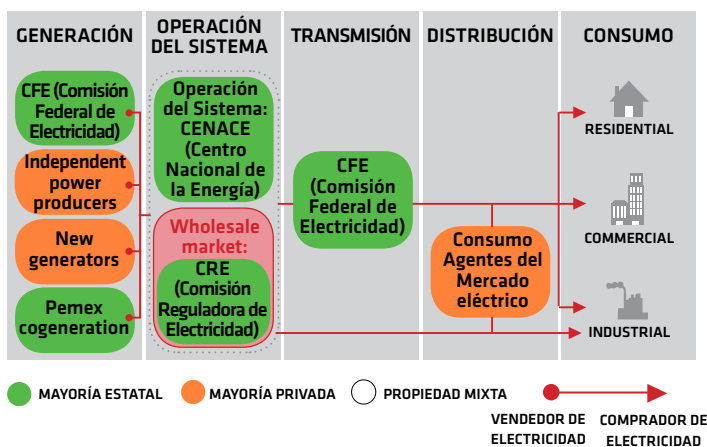 GENERACIÓN
OPERACIÓN
DEL SISTEMA
TRANSMISIÓN
DISTRIBUCIÓN
CONSUMO
CFE (Comisión
Federal de
Electricidad)
Independent
power
producers
New
generators
Pemex
cogeneration
Operación
del Sistema:
CENACE
(Centro
Nacional de
la Energía)
Wholesale
market:
CRE
(Comisión
Reguladora de
Electricidad)
CFE
(Comisión
Federal de
Electricidad)
Consumo
Agentes del
Mercado
eléctrico
RESIDENTIAL
COMMERCIAL
INDUSTRIAL
MAYORÍA ESTATAL
MAYORÍA PRIVADA
PROPIEDAD MIXTA
VENDEDOR DE
ELECTRICIDAD
COMPRADOR DE
ELECTRICIDAD